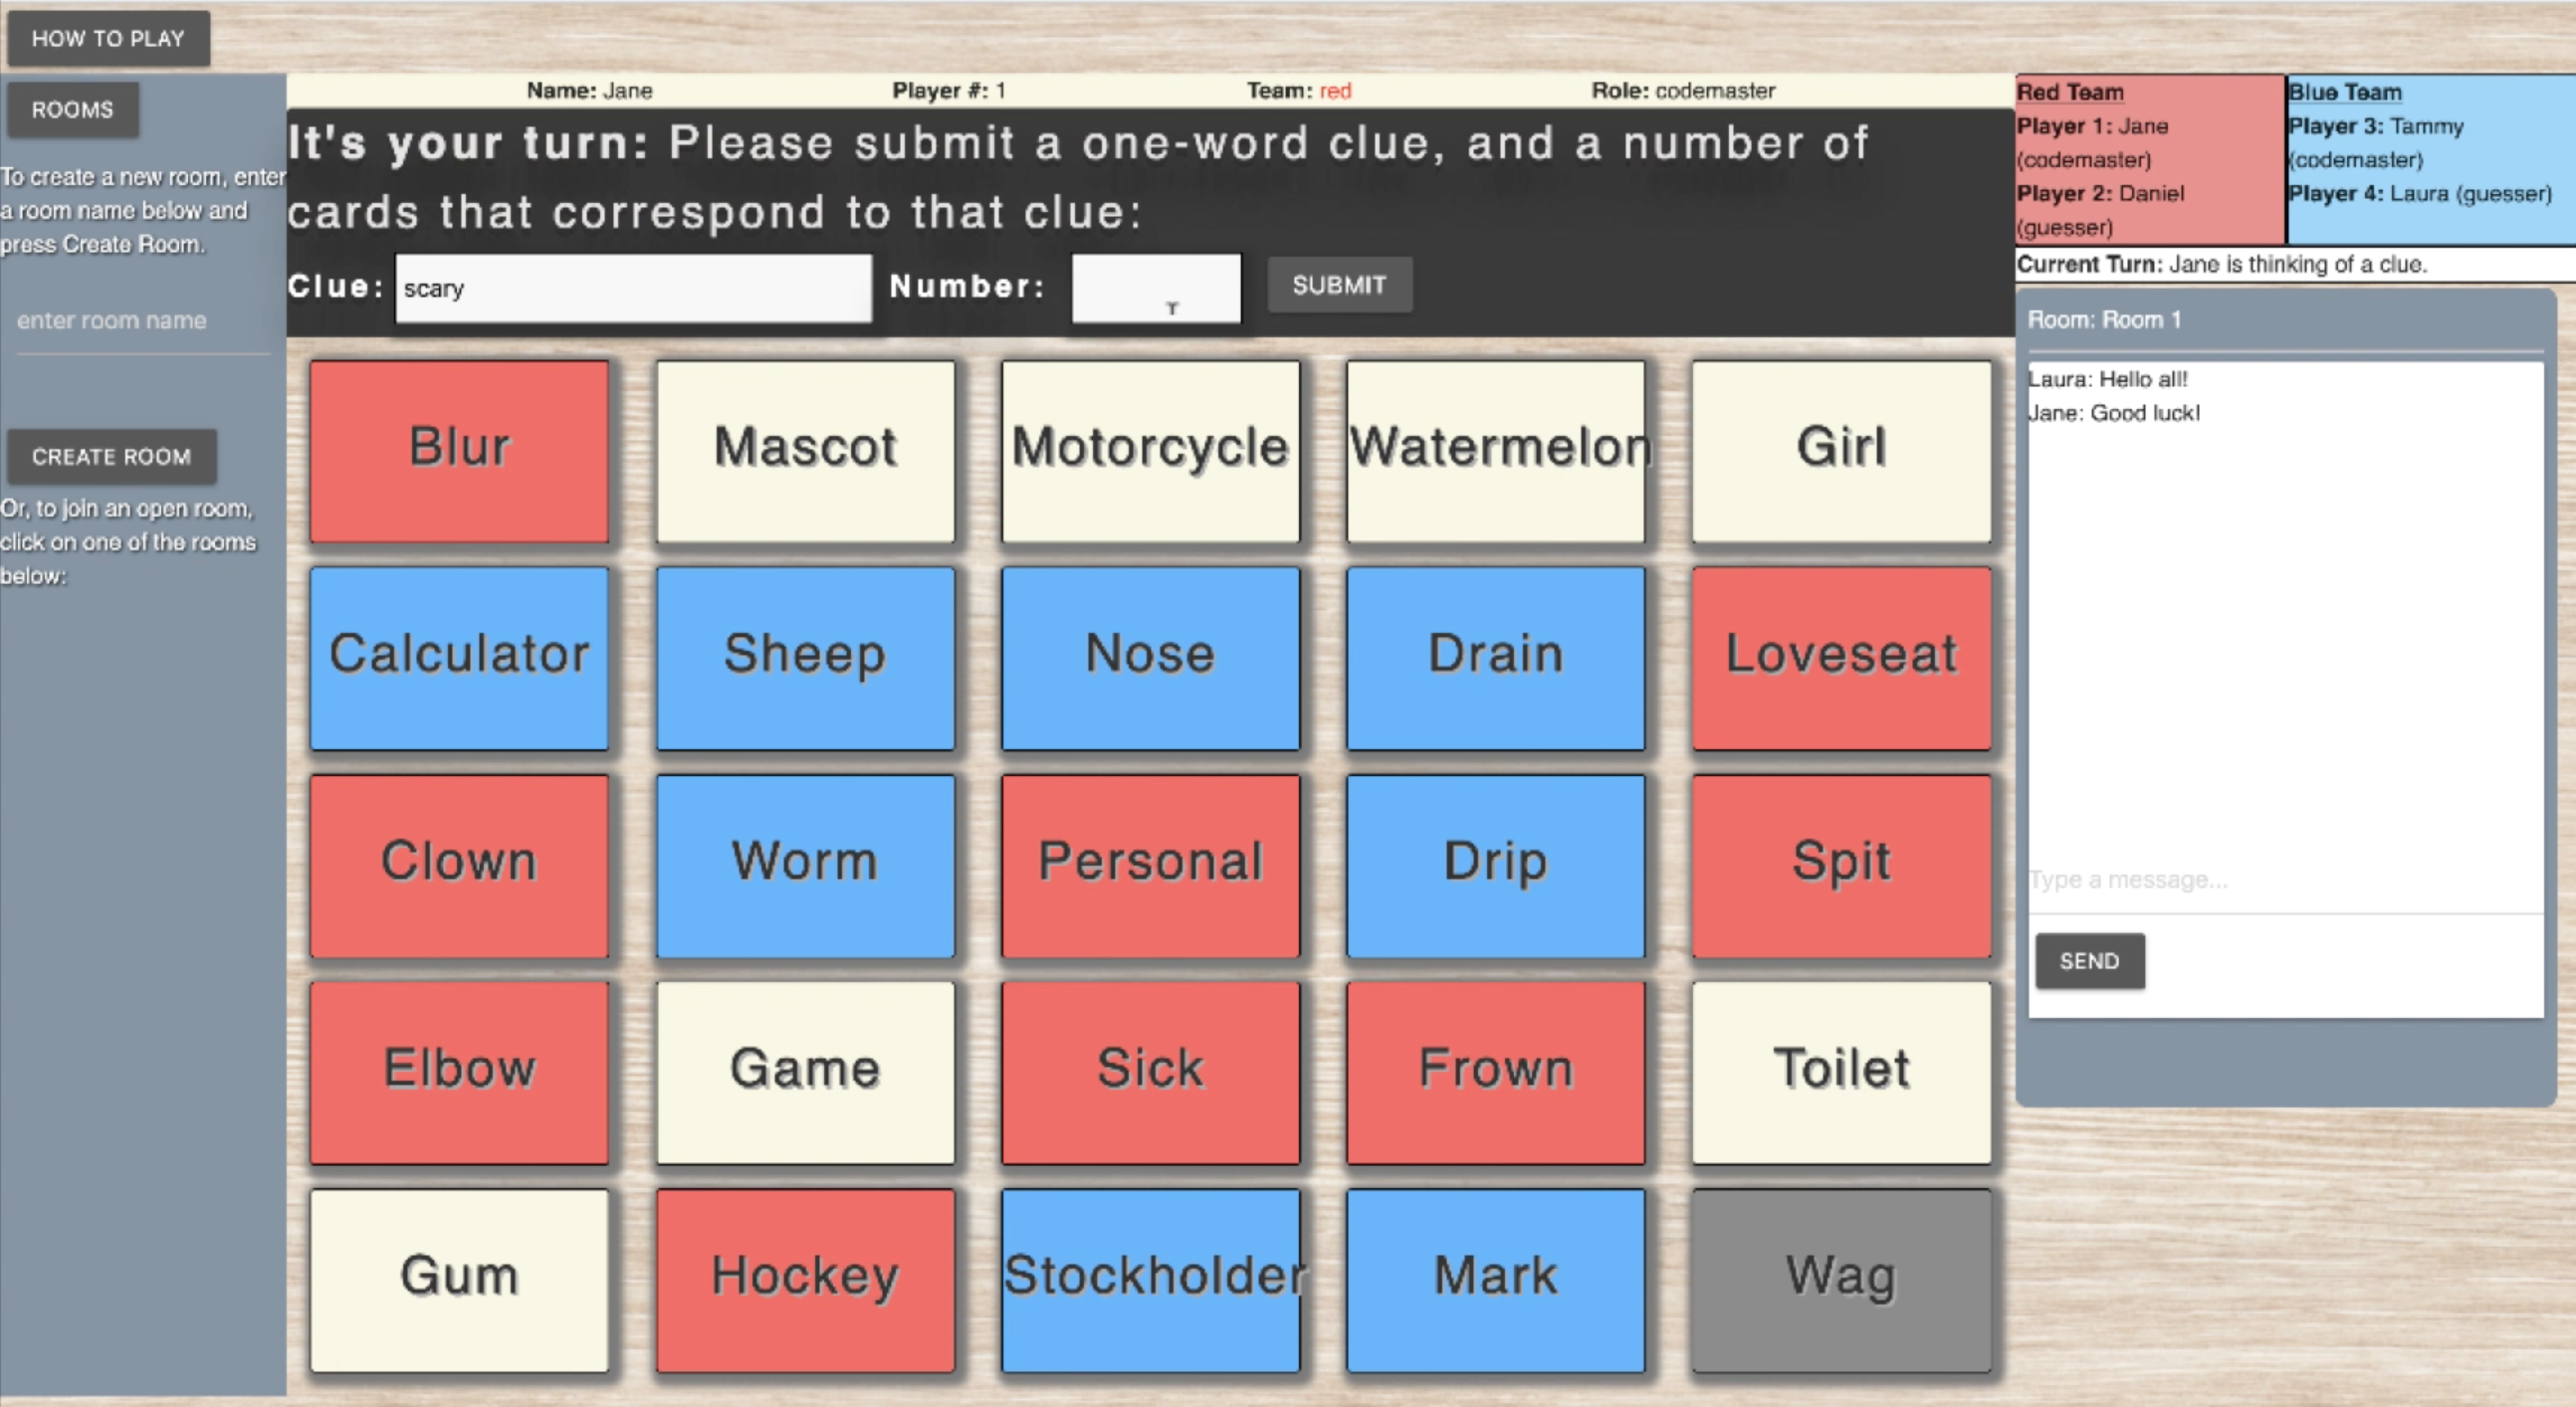 HOW TO PLAY
ROOMS
To create a new room, enter
a room name below and
press Create Room.
enter room name
CREATE ROOM
Or, to join an open room,
click on one of the rooms
below:
Name: Jane Player #: 1 Team: red Role: codemaster
It's your turn: Please submit a one-word clue, and a number of
cards that correspond to that clue:
Clue: scary Number: SUBMIT
Blur Mascot Motorcycle Watermelon Girl
Calculator Sheep Nose Drain Loveseat
Clown Worm Personal Drip Spit
Elbow Game Sick Frown Toilet
Gum Hockey Stockholder Mark Wag
Red Team
Player 1: Jane
(codemaster)
Player 2: Daniel
(guesser)
Blue Team
Player 3: Tammy
(codemaster)
Player 4: Laura (guesser)
Current Turn: Jane is thinking of a clue.
Room: Room 1
Laura: Hello all!
Jane: Good luck!
Type a message...
SEND